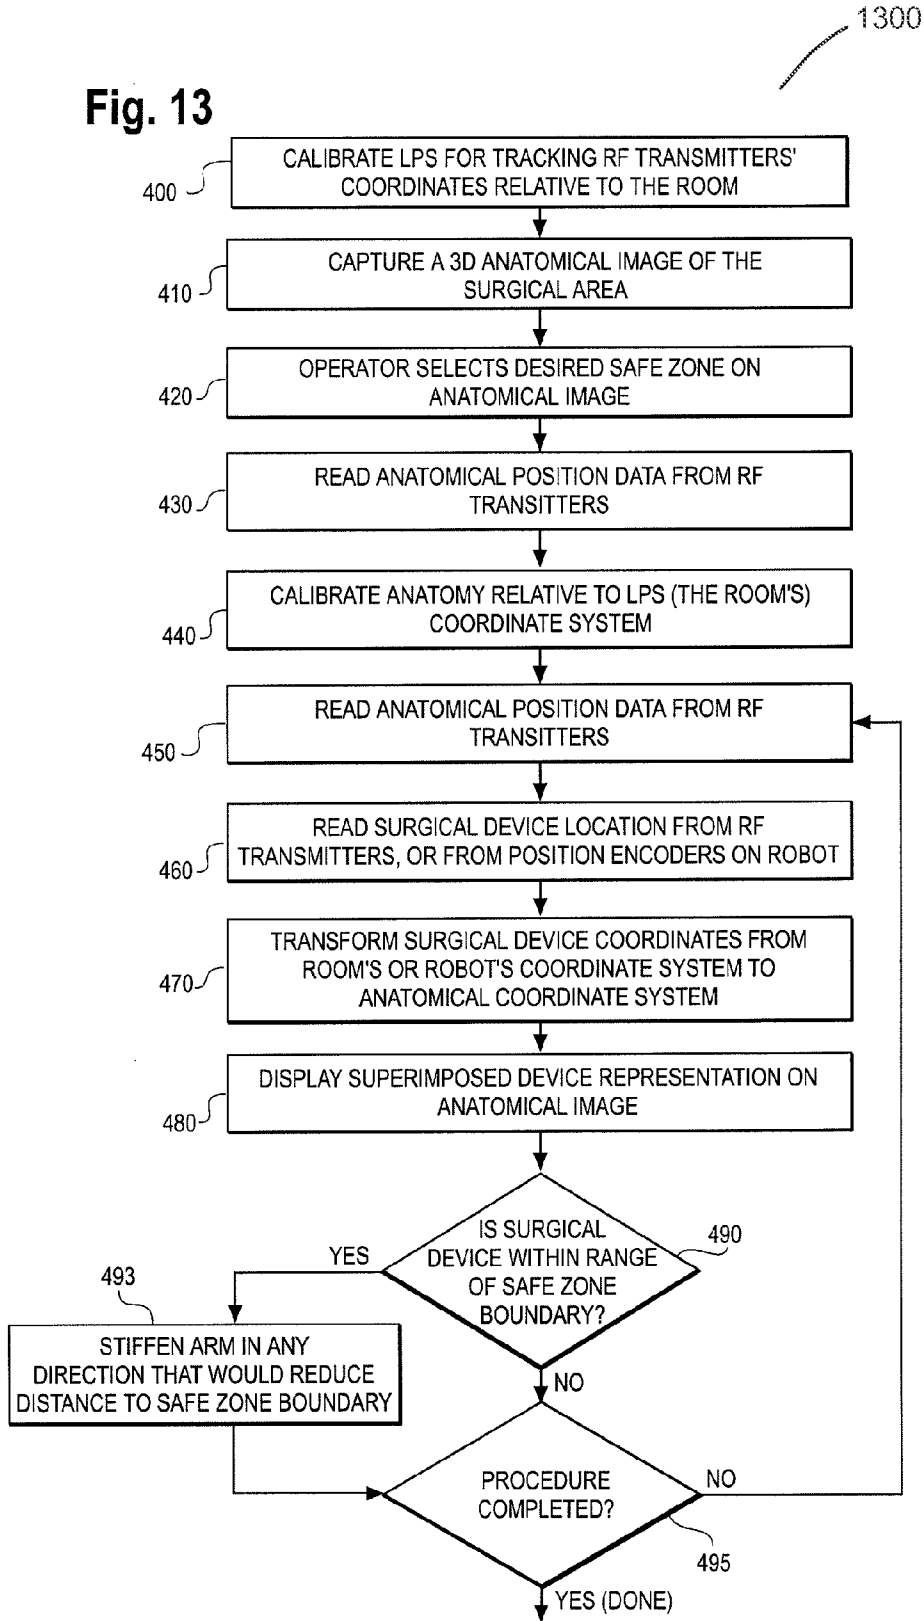 1300
Fig. 13
CALIBRATE LPS FOR TRACKING RF TRANSMITTERS'
COORDINATES RELATIVE TO THE ROOM
400
CAPTURE A 3D ANATOMICAL IMAGE OF THE
SURGICAL AREA
410
OPERATOR SELECTS DESIRED SAFE ZONE ON
ANATOMICAL IMAGE
420
READ ANATOMICAL POSITION DATA FROM RF
TRANSITTERS
430
CALIBRATE ANATOMY RELATIVE TO LPS (THE ROOM'S)
COORDINATE SYSTEM
440
READ ANATOMICAL POSITION DATA FROM RF
TRANSITTERS
450
READ SURGICAL DEVICE LOCATION FROM RF
TRANSMITTERS, OR FROM POSITION ENCODERS ON ROBOT
460
TRANSFORM SURGICAL DEVICE COORDINATES FROM
ROOM'S OR ROBOT'S COORDINATE SYSTEM TO
ANATOMICAL COORDINATE SYSTEM
470
DISPLAY SUPERIMPOSED DEVICE REPRESENTATION ON
ANATOMICAL IMAGE
480
IS SURGICAL
DEVICE WITHIN RANGE
OF SAFE ZONE
BOUNDARY?
490
YES
493
STIFFEN ARM IN ANY
DIRECTION THAT WOULD REDUCE
DISTANCE TO SAFE ZONE BOUNDARY
NO
PROCEDURE
COMPLETED?
NO
495
YES (DONE)